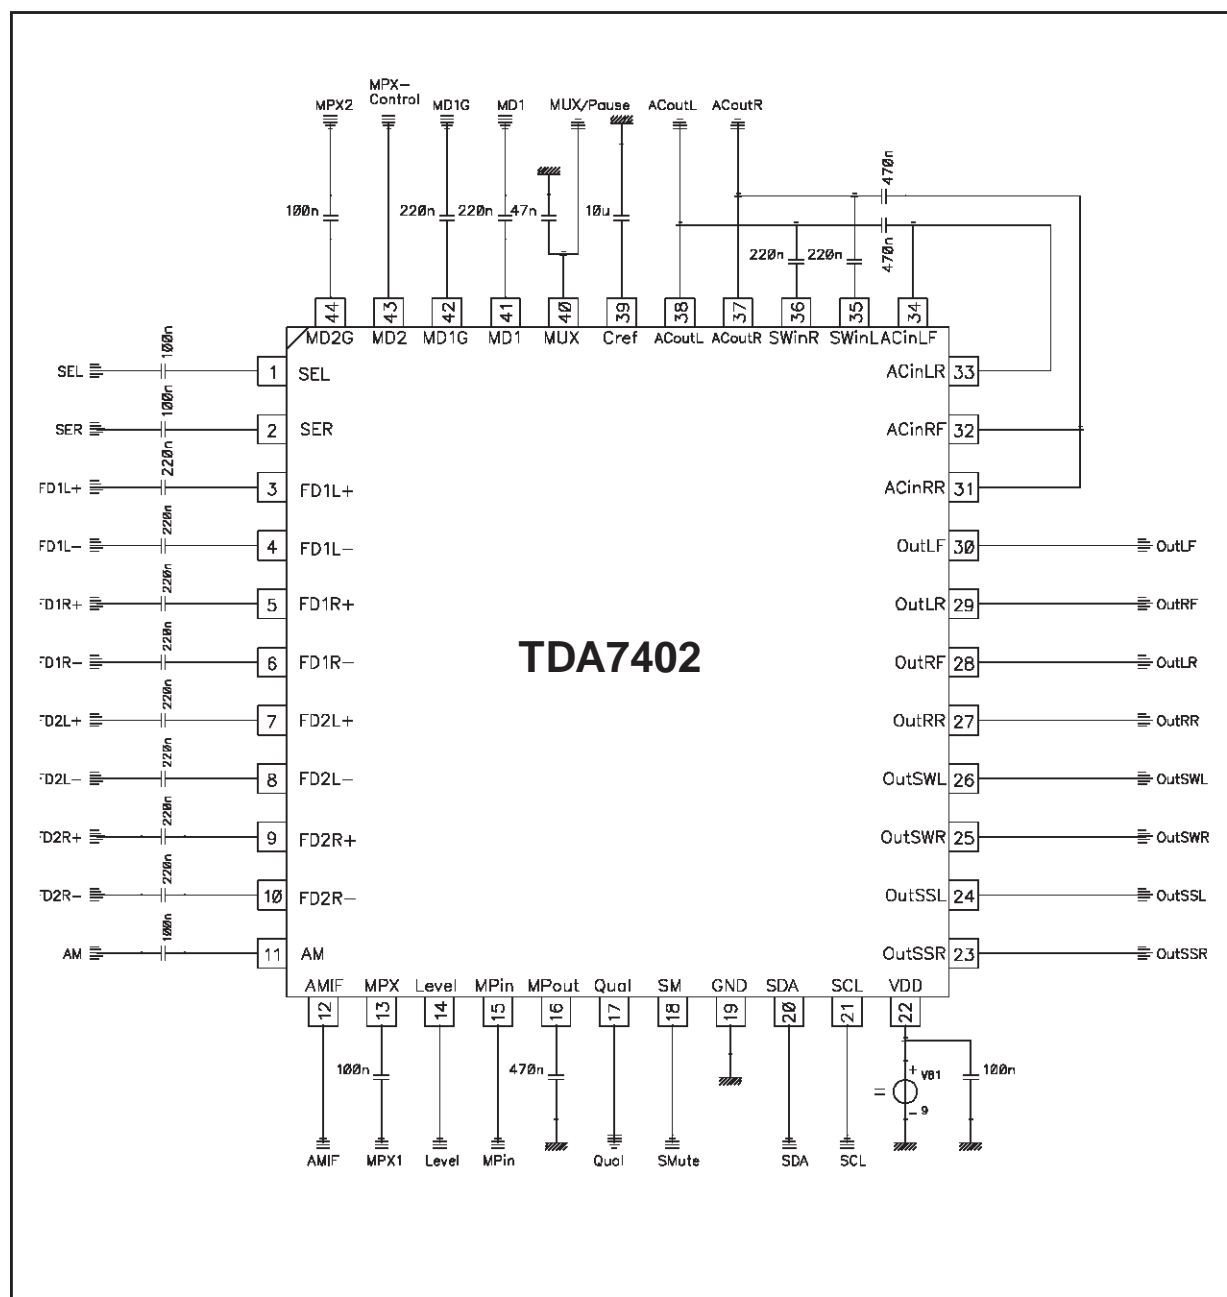 MPX2
MPX-
Control
MD1G
MD1
MUX/Pause
ACoutL
ACoutR
100n
220n
220n
47n
10u
220n
220n
470n
470n
44
43
42
41
40
39
38
37
36
35
34
MD2G
MD2
MD1G
MD1
MUX
Cref
ACoutL
ACoutR
SWinR
SWinL
ACinLF
SEL
100n
1
SEL
SER
100n
2
SER
FD1L+
220n
3
FD1L+
FD1L-
220n
4
FD1L-
FD1R+
220n
5
FD1R+
FD1R-
220n
6
FD1R-
FD2L+
220n
7
FD2L+
FD2L-
220n
8
FD2L-
FD2R+
220n
9
FD2R+
FD2R-
220n
10
FD2R-
AM
100n
11
AM
TDA7402
ACinLR
33
ACinRF
32
ACinRR
31
OutLF
30
OutLF
OutLR
29
OutRF
OutRF
28
OutLR
OutRR
27
OutRR
OutSWL
26
OutSWL
OutSWR
25
OutSWR
OutSSL
24
OutSSL
OutSSR
23
OutSSR
AMIF
MPX
Level
MPin
MPout
Qual
SM
GND
SDA
SCL
VDD
12
13
14
15
16
17
18
19
20
21
22
100n
470n
+ VB1
- 9
=
100n
AMIF
MPX1
Level
MPin
Qual
SMute
SDA
SCL